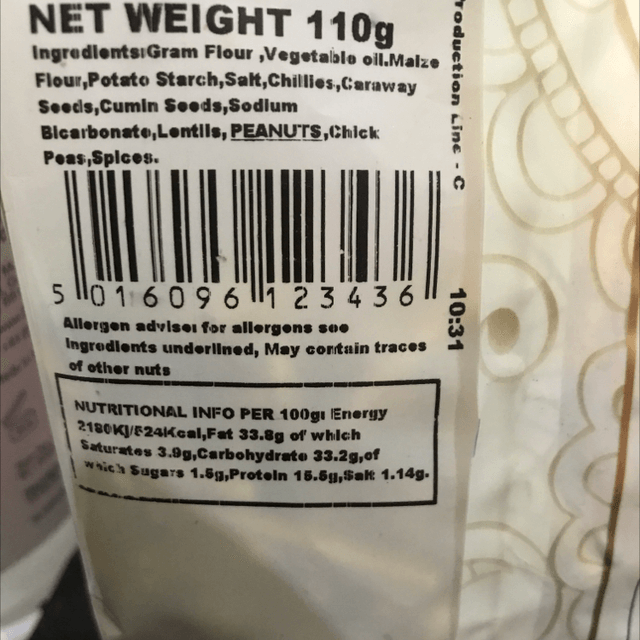 NET WEIGHT 110g
Ingredients:Gram Flour ,Vegetable oil.Maize
Flour,Potato Starch,Salt,Chillies,Caraway
Seeds,Cumin Seeds,Sodium
Bicarbonate,Lentils, PEANUTS,Chick
Peas,Spices.
5 016096 123436
Allergen advise: for allergens see
Ingredients underlined, May contain traces
of other nuts
NUTRITIONAL INFO PER 100g: Energy
2180KJ/524Kcal,Fat 33.8g of which
Saturates 3.9g,Carbohydrate 33.2g,of
which Sugars 1.5g,Protein 15.5g,Salt 1.14g.
Production Line - C
10:31